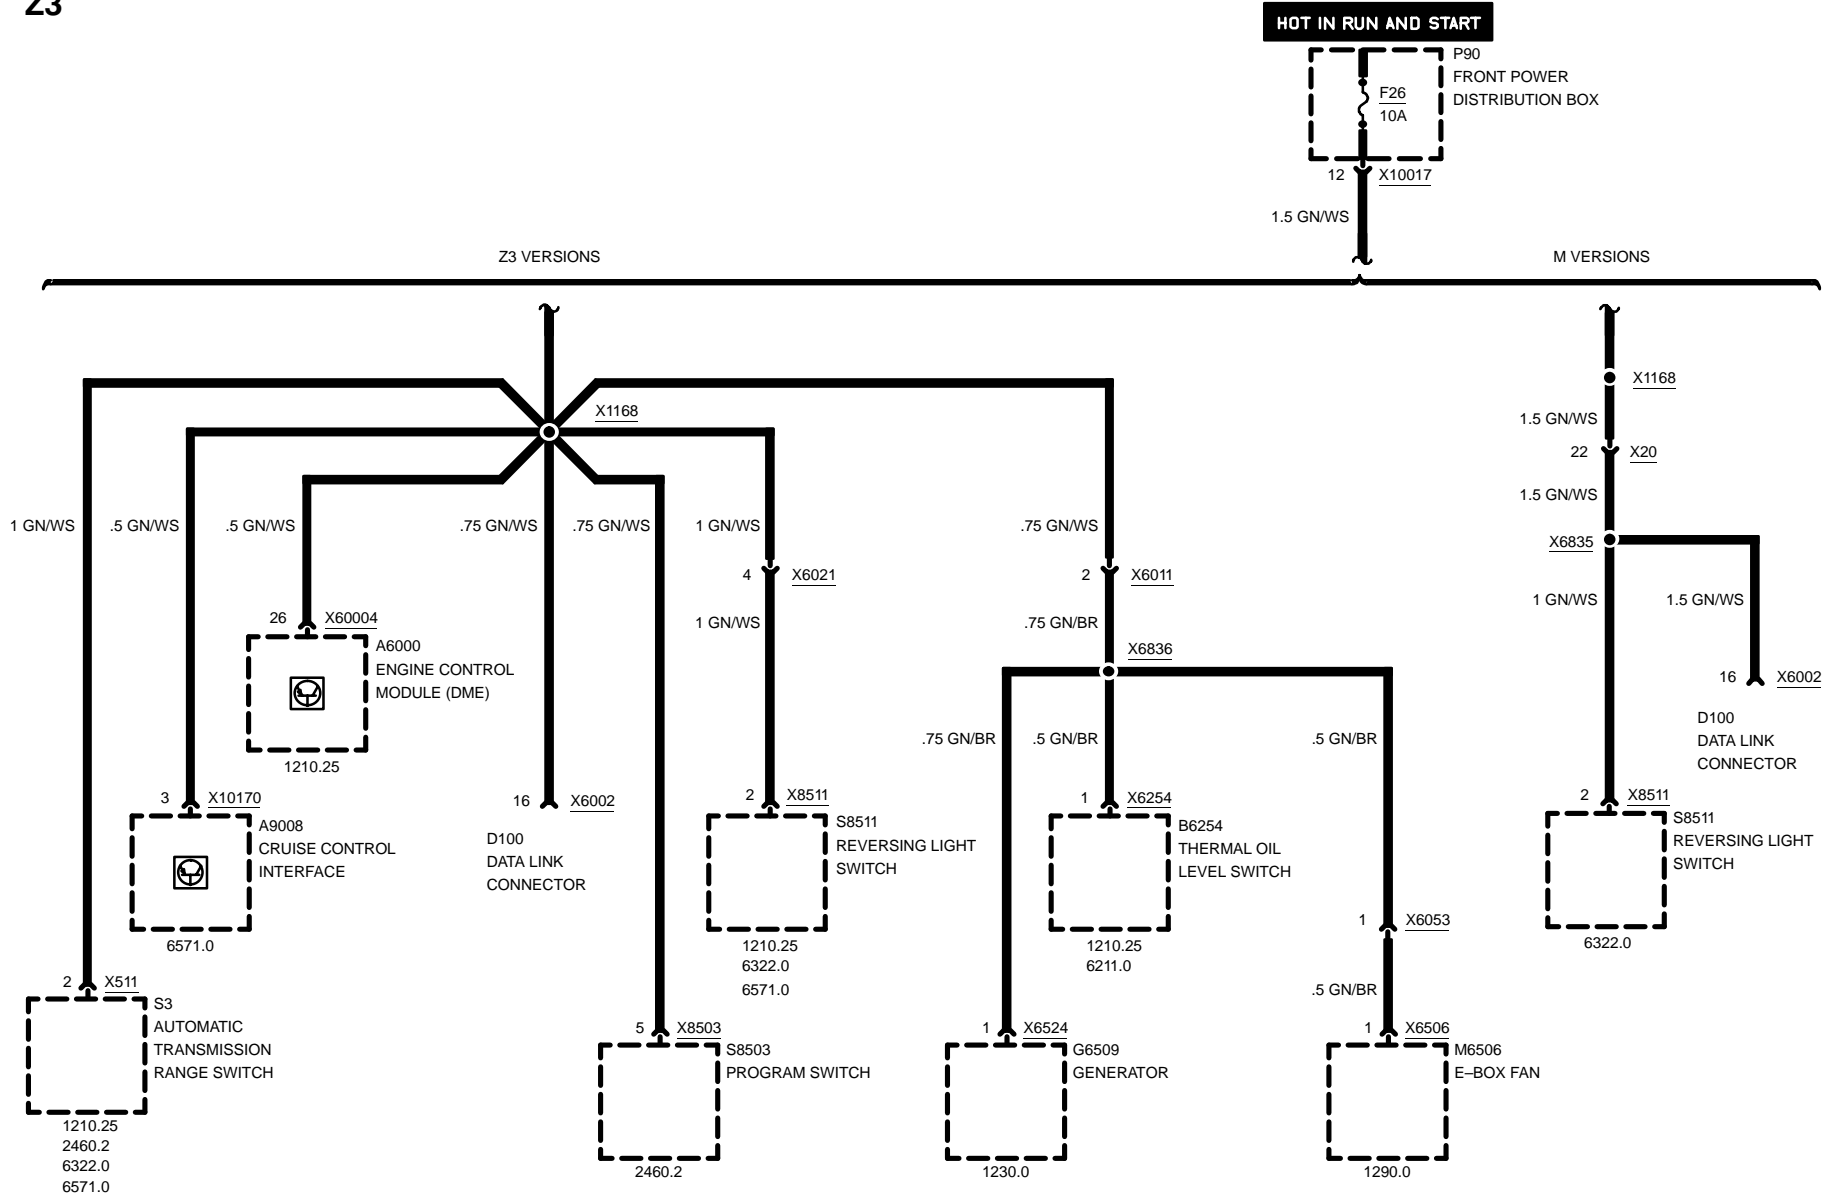 Z3
HOT IN RUN AND START
P90
FRONT POWER
DISTRIBUTION BOX
F26
10A
12 X10017
1.5 GN/WS
Z3 VERSIONS
M VERSIONS
X1168
X1168
1.5 GN/WS
22 X20
1.5 GN/WS
X6835
1 GN/WS
.5 GN/WS
.5 GN/WS
.75 GN/WS
.75 GN/WS
1 GN/WS
.75 GN/WS
4 X6021
2 X6011
1 GN/WS
.75 GN/BR
X6836
1 GN/WS
1.5 GN/WS
16 X6002
D100
DATA LINK
CONNECTOR
26 X60004
A6000
ENGINE CONTROL
MODULE (DME)
1210.25
.75 GN/BR
.5 GN/BR
.5 GN/BR
3 X10170
A9008
CRUISE CONTROL
INTERFACE
6571.0
16 X6002
D100
DATA LINK
CONNECTOR
2 X8511
S8511
REVERSING LIGHT
SWITCH
1210.25
6322.0
6571.0
1 X6254
B6254
THERMAL OIL
LEVEL SWITCH
1210.25
6211.0
2 X8511
S8511
REVERSING LIGHT
SWITCH
6322.0
1 X6053
.5 GN/BR
2 X511
S3
AUTOMATIC
TRANSMISSION
RANGE SWITCH
1210.25
2460.2
6322.0
6571.0
5 X8503
S8503
PROGRAM SWITCH
2460.2
1 X6524
G6509
GENERATOR
1230.0
1 X6506
M6506
E–BOX FAN
1290.0